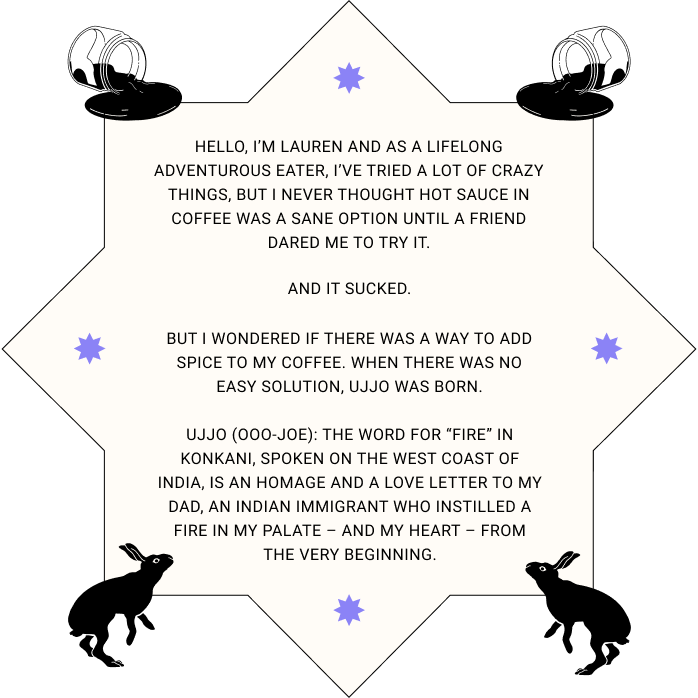 HELLO, I’M LAUREN AND AS A LIFELONG
ADVENTUROUS EATER, I’VE TRIED A LOT OF CRAZY
THINGS, BUT I NEVER THOUGHT HOT SAUCE IN
COFFEE WAS A SANE OPTION UNTIL A FRIEND
DARED ME TO TRY IT.
AND IT SUCKED.
BUT I WONDERED IF THERE WAS A WAY TO ADD
SPICE TO MY COFFEE. WHEN THERE WAS NO
EASY SOLUTION, UJJO WAS BORN.
UJJO (OOO-JOE): THE WORD FOR “FIRE” IN
KONKANI, SPOKEN ON THE WEST COAST OF
INDIA, IS AN HOMAGE AND A LOVE LETTER TO MY
DAD, AN INDIAN IMMIGRANT WHO INSTILLED A
FIRE IN MY PALATE – AND MY HEART – FROM
THE VERY BEGINNING.